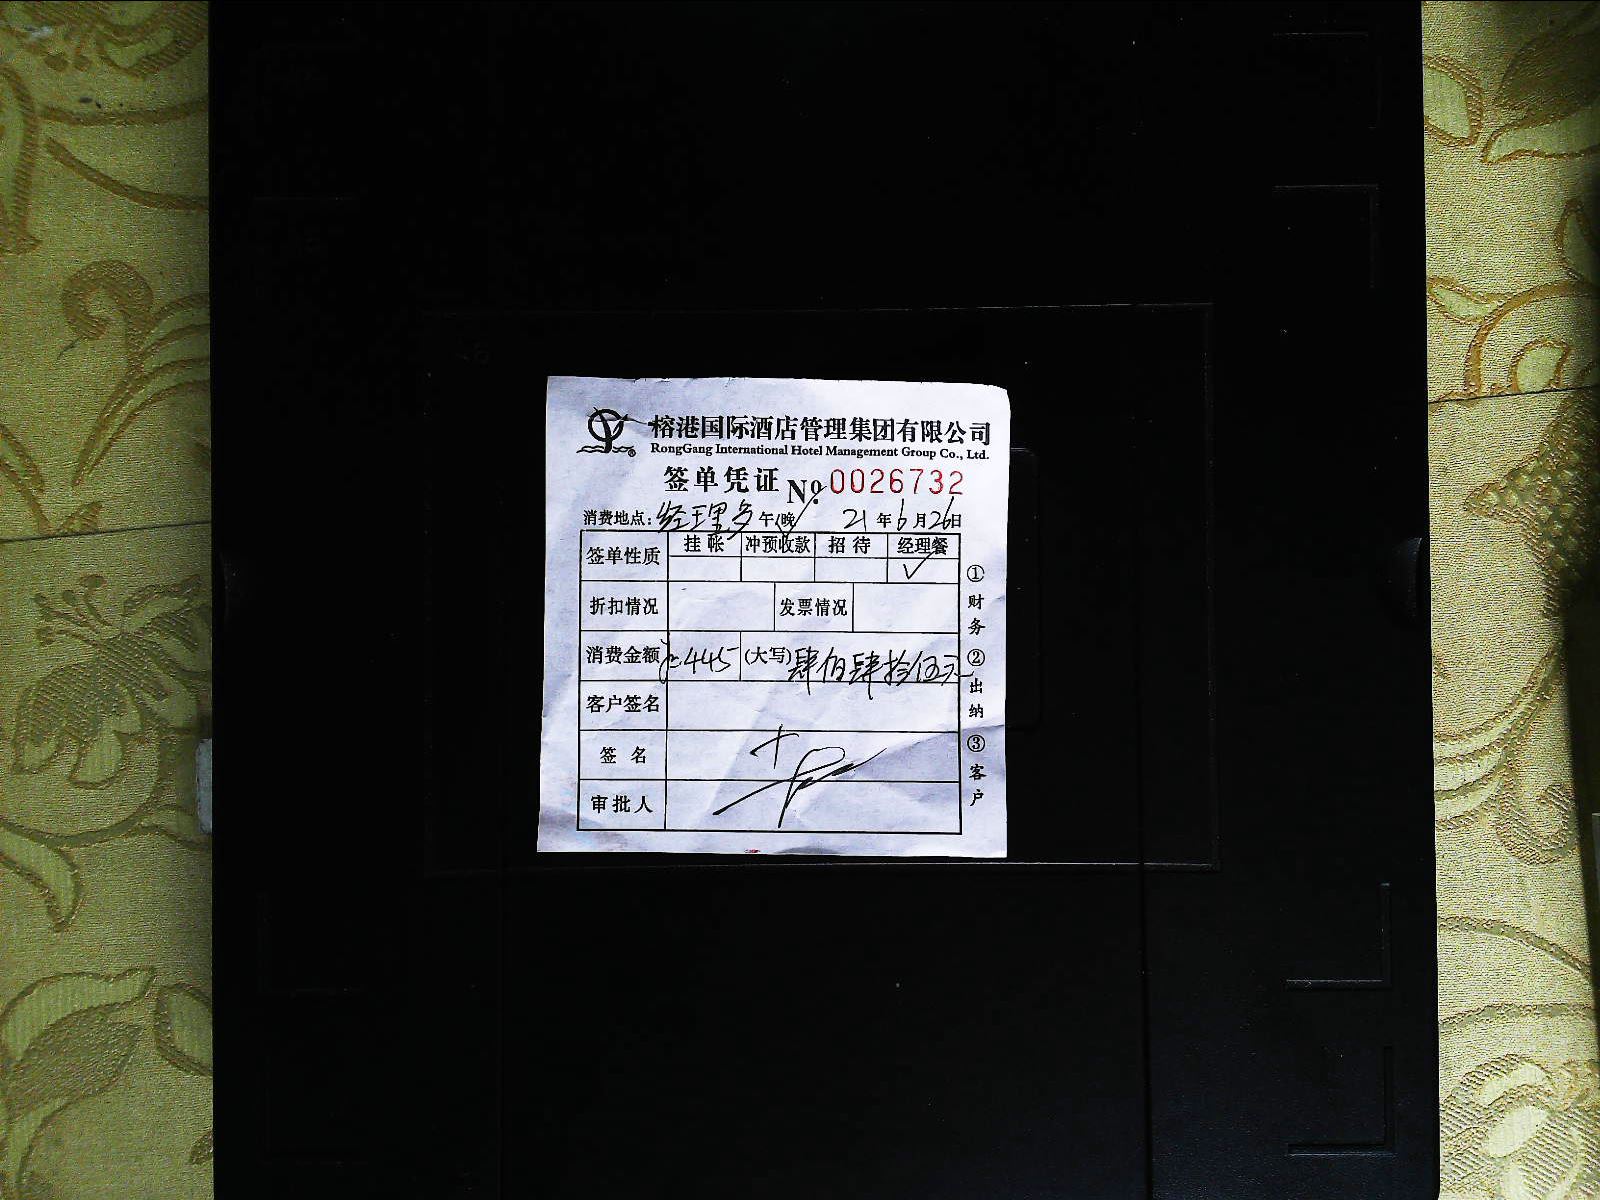 榕港国际酒店管理集团有限公司
RongGang International Hotel Management Group Co., Ltd.
签单凭证 No. 0026732
消费地点: 经理 午/晚 21 年 6 月 26 日
签单性质 挂帐 冲预收款 招待 经理餐
✓
折扣情况 发票情况
消费金额 445 (大写) 肆佰肆拾伍元
客户签名
签名
审批人
①财务 ②出纳 ③客户